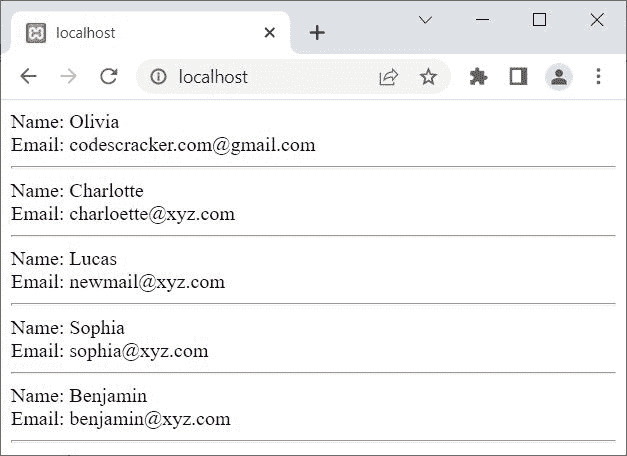 localhost
localhost
Name: Olivia
Email: codescracker.com@gmail.com
Name: Charlotte
Email: charloette@xyz.com
Name: Lucas
Email: newmail@xyz.com
Name: Sophia
Email: sophia@xyz.com
Name: Benjamin
Email: benjamin@xyz.com